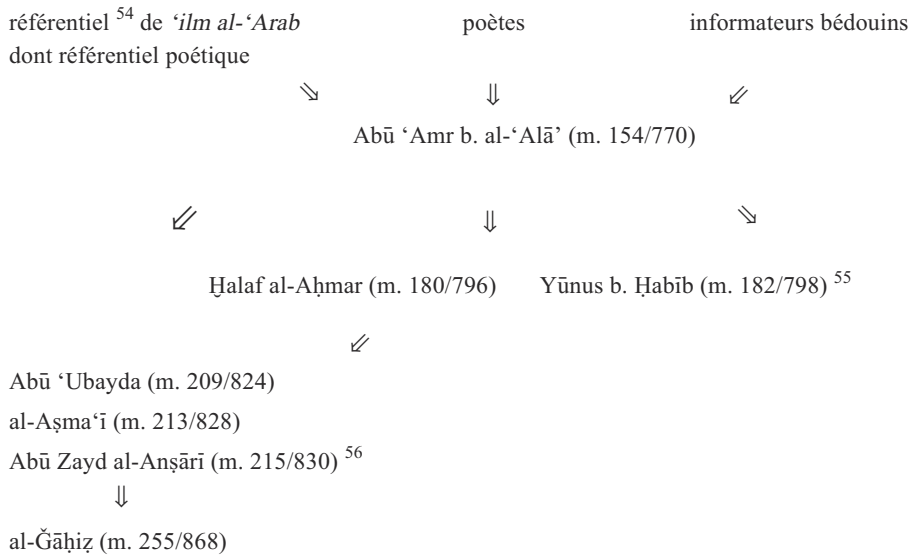 référentiel 54 de ‘ilm al-‘Arab poètes informateurs bédouins
dont référentiel poétique
⇘ ⇓ ⇙
Abū ‘Amr b. al-‘Alā’ (m. 154/770)
⇙ ⇓ ⇘
Ḫalaf al-Aḥmar (m. 180/796) Yūnus b. Ḥabīb (m. 182/798) 55
⇙
Abū ‘Ubayda (m. 209/824)
al-Aṣma‘ī (m. 213/828)
Abū Zayd al-Anṣārī (m. 215/830) 56
⇓
al-Ǧāḥiẓ (m. 255/868)